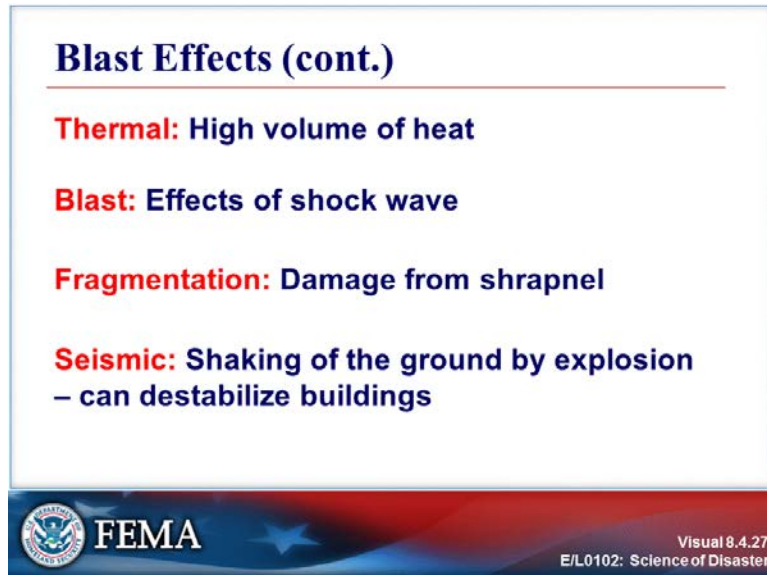 Blast Effects (cont.)
Thermal: High volume of heat
Blast: Effects of shock wave
Fragmentation: Damage from shrapnel
Seismic: Shaking of the ground by explosion
– can destabilize buildings
FEMA
Visual 8.4.27
E/L0102: Science of Disaster